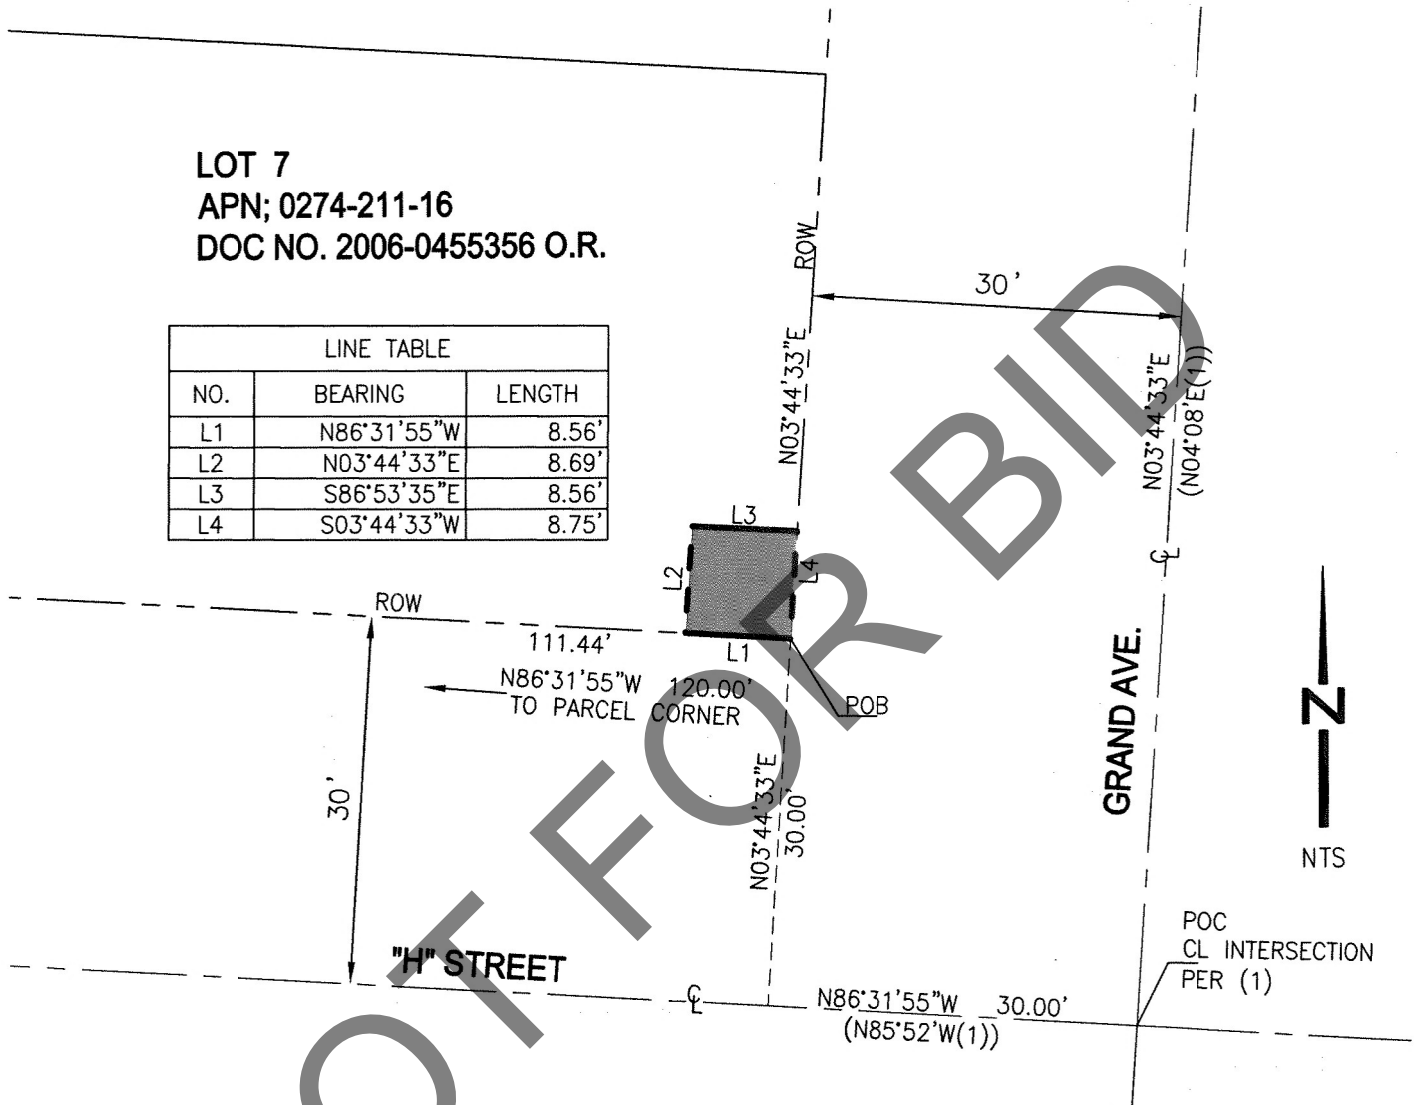 LOT 7
APN; 0274-211-16
DOC NO. 2006-0455356 O.R.
LINE TABLE
NO. BEARING LENGTH
L1 N86°31'55"W 8.56'
L2 N03°44'33"E 8.69'
L3 S86°53'35"E 8.56'
L4 S03°44'33"W 8.75'
ROW
30'
N03°44'33"E
N03°44'33"E
(N04°08'E(1))
L3
L2
L4
L1
ROW
111.44'
N86°31'55"W 120.00'
TO PARCEL CORNER
POB
CL
GRAND AVE.
N
NTS
30'
N03°44'33"E
30.00'
"H" STREET
CL
N86°31'55"W 30.00'
(N85°52'W(1))
POC
CL INTERSECTION
PER (1)
OT FOR BID